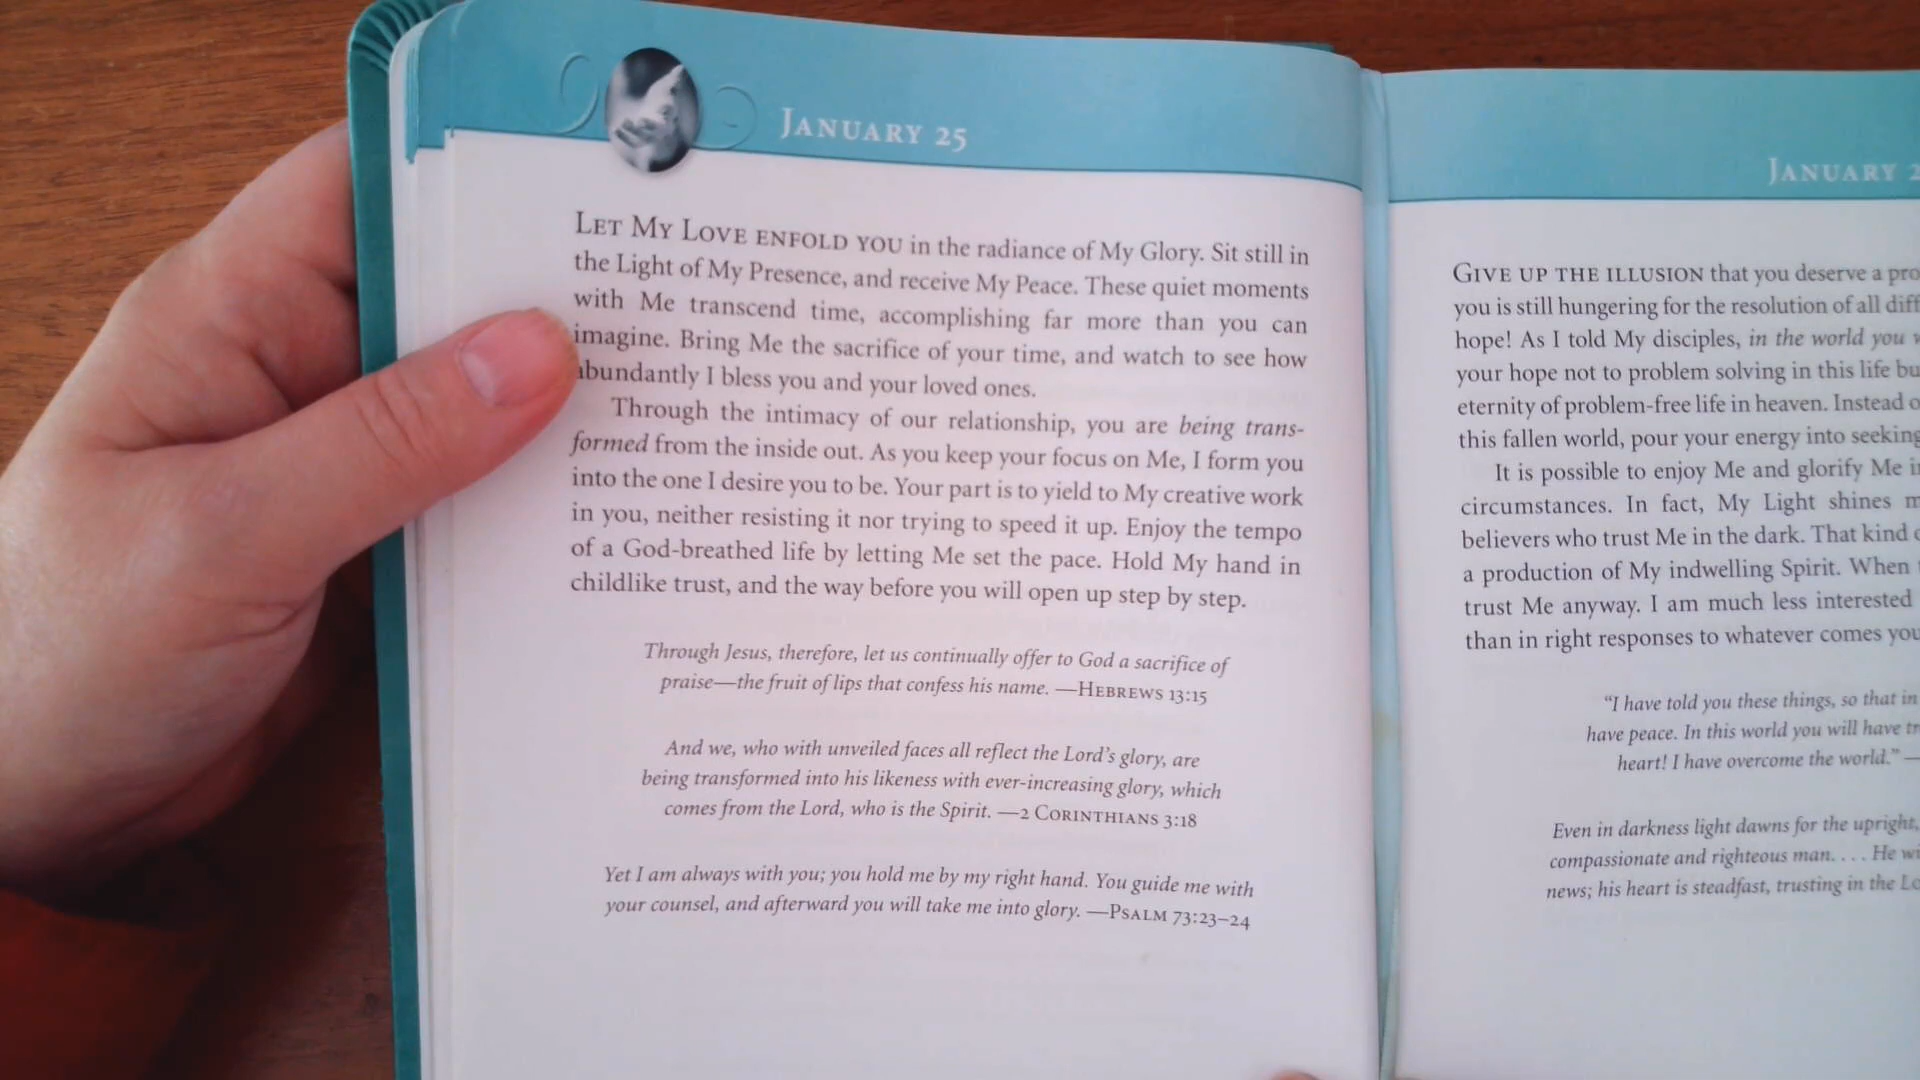 JANUARY 25
LET MY LOVE ENFOLD YOU in the radiance of My Glory. Sit still in
the Light of My Presence, and receive My Peace. These quiet moments
with Me transcend time, accomplishing far more than you can
imagine. Bring Me the sacrifice of your time, and watch to see how
abundantly I bless you and your loved ones.
Through the intimacy of our relationship, you are being trans-
formed from the inside out. As you keep your focus on Me, I form you
into the one I desire you to be. Your part is to yield to My creative work
in you, neither resisting it nor trying to speed it up. Enjoy the tempo
of a God-breathed life by letting Me set the pace. Hold My hand in
childlike trust, and the way before you will open up step by step.
Through Jesus, therefore, let us continually offer to God a sacrifice of
praise—the fruit of lips that confess his name. —HEBREWS 13:15
And we, who with unveiled faces all reflect the Lord's glory, are
being transformed into his likeness with ever-increasing glory, which
comes from the Lord, who is the Spirit. —2 CORINTHIANS 3:18
Yet I am always with you; you hold me by my right hand. You guide me with
your counsel, and afterward you will take me into glory. —PSALM 73:23–24
JANUARY 2
GIVE UP THE ILLUSION that you deserve a pro
you is still hungering for the resolution of all diff
hope! As I told My disciples, in the world you
your hope not to problem solving in this life bu
eternity of problem-free life in heaven. Instead o
this fallen world, pour your energy into seeking
It is possible to enjoy Me and glorify Me i
circumstances. In fact, My Light shines m
believers who trust Me in the dark. That kind
a production of My indwelling Spirit. When
trust Me anyway. I am much less interested
than in right responses to whatever comes you
"I have told you these things, so that in
have peace. In this world you will have tr
heart! I have overcome the world." —
Even in darkness light dawns for the upright,
compassionate and righteous man. . . . He wi
news; his heart is steadfast, trusting in the Lo